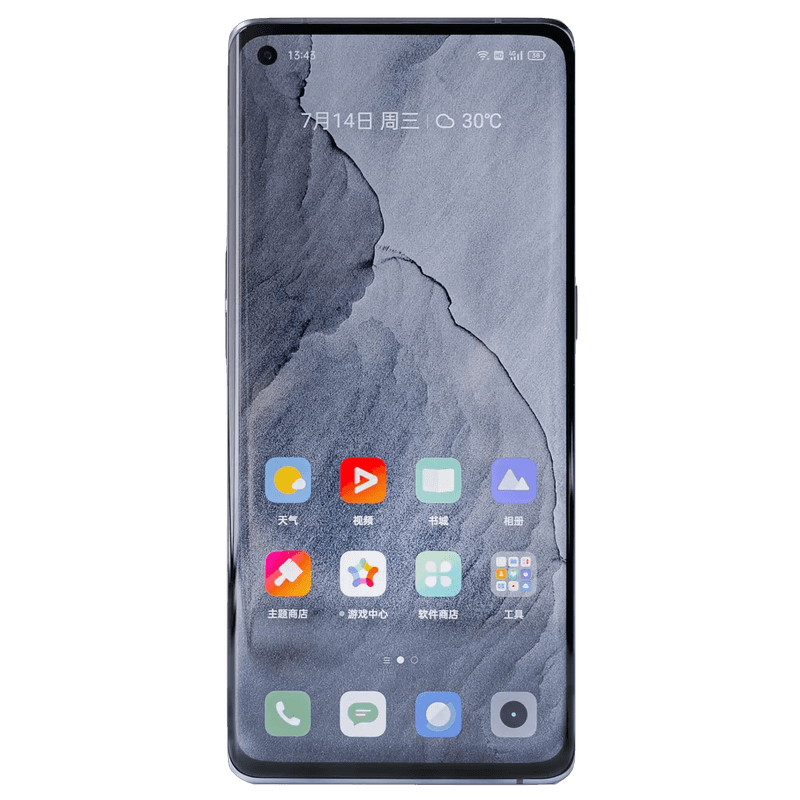 13:43
38
7月14日 周三 | 30℃
天气 视频 书城 相册
主题商店 游戏中心 软件商店 工具